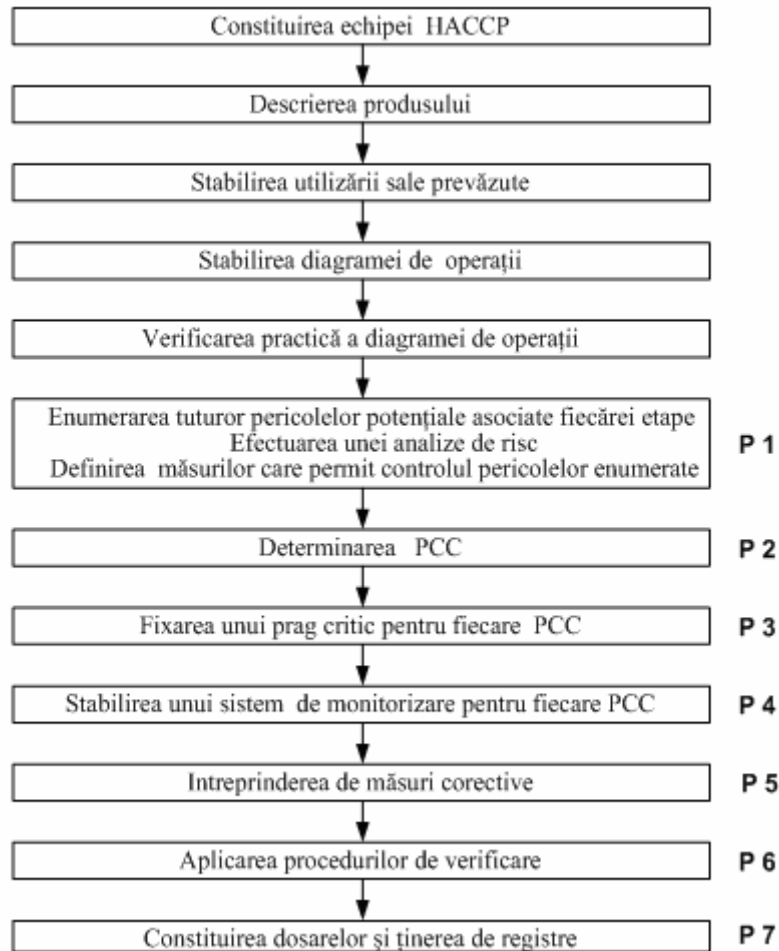 Constituirea echipei HACCP
Descrierea produsului
Stabilirea utilizării sale prevăzute
Stabilirea diagramei de operaţii
Verificarea practică a diagramei de operaţii
Enumerarea tuturor pericolelor potenţiale asociate fiecărei etape
Efectuarea unei analize de risc
Definirea măsurilor care permit controlul pericolelor enumerate
P 1
Determinarea PCC
P 2
Fixarea unui prag critic pentru fiecare PCC
P 3
Stabilirea unui sistem de monitorizare pentru fiecare PCC
P 4
Intreprinderea de măsuri corective
P 5
Aplicarea procedurilor de verificare
P 6
Constituirea dosarelor şi ţinerea de registre
P 7